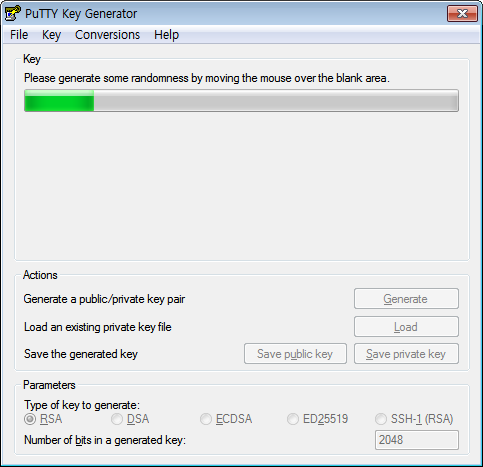 PuTTY Key Generator
File Key Conversions Help
Key
Please generate some randomness by moving the mouse over the blank area.
Actions
Generate a public/private key pair Generate
Load an existing private key file Load
Save the generated key Save public key Save private key
Parameters
Type of key to generate:
RSA DSA ECDSA ED25519 SSH-1 (RSA)
Number of bits in a generated key: 2048